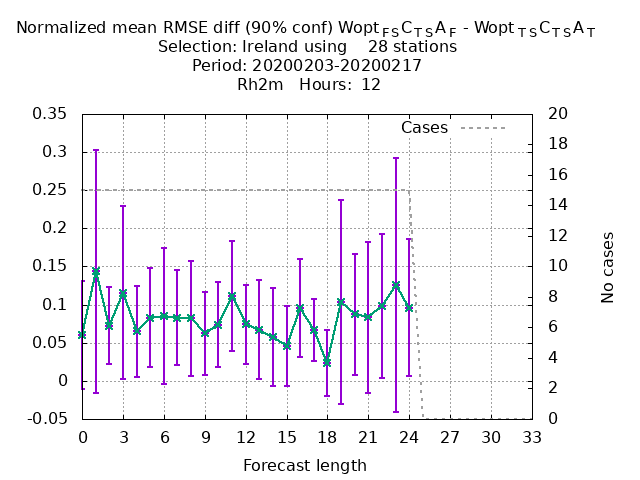 Normalized mean RMSE diff (90% conf) Wopt FS C TS A F - Wopt TS C TS A T
Selection: Ireland using 28 stations
Period: 20200203-20200217
Rh2m Hours: 12
Cases
0.35
0.3
0.25
0.2
0.15
0.1
0.05
0
-0.05
20
18
16
14
12
10
8
6
4
2
0
No cases
0 3 6 9 12 15 18 21 24 27 30 33
Forecast length